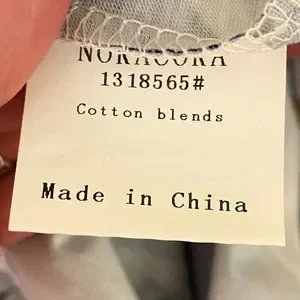 NORACORA
1318565#
Cotton blends
Made in China